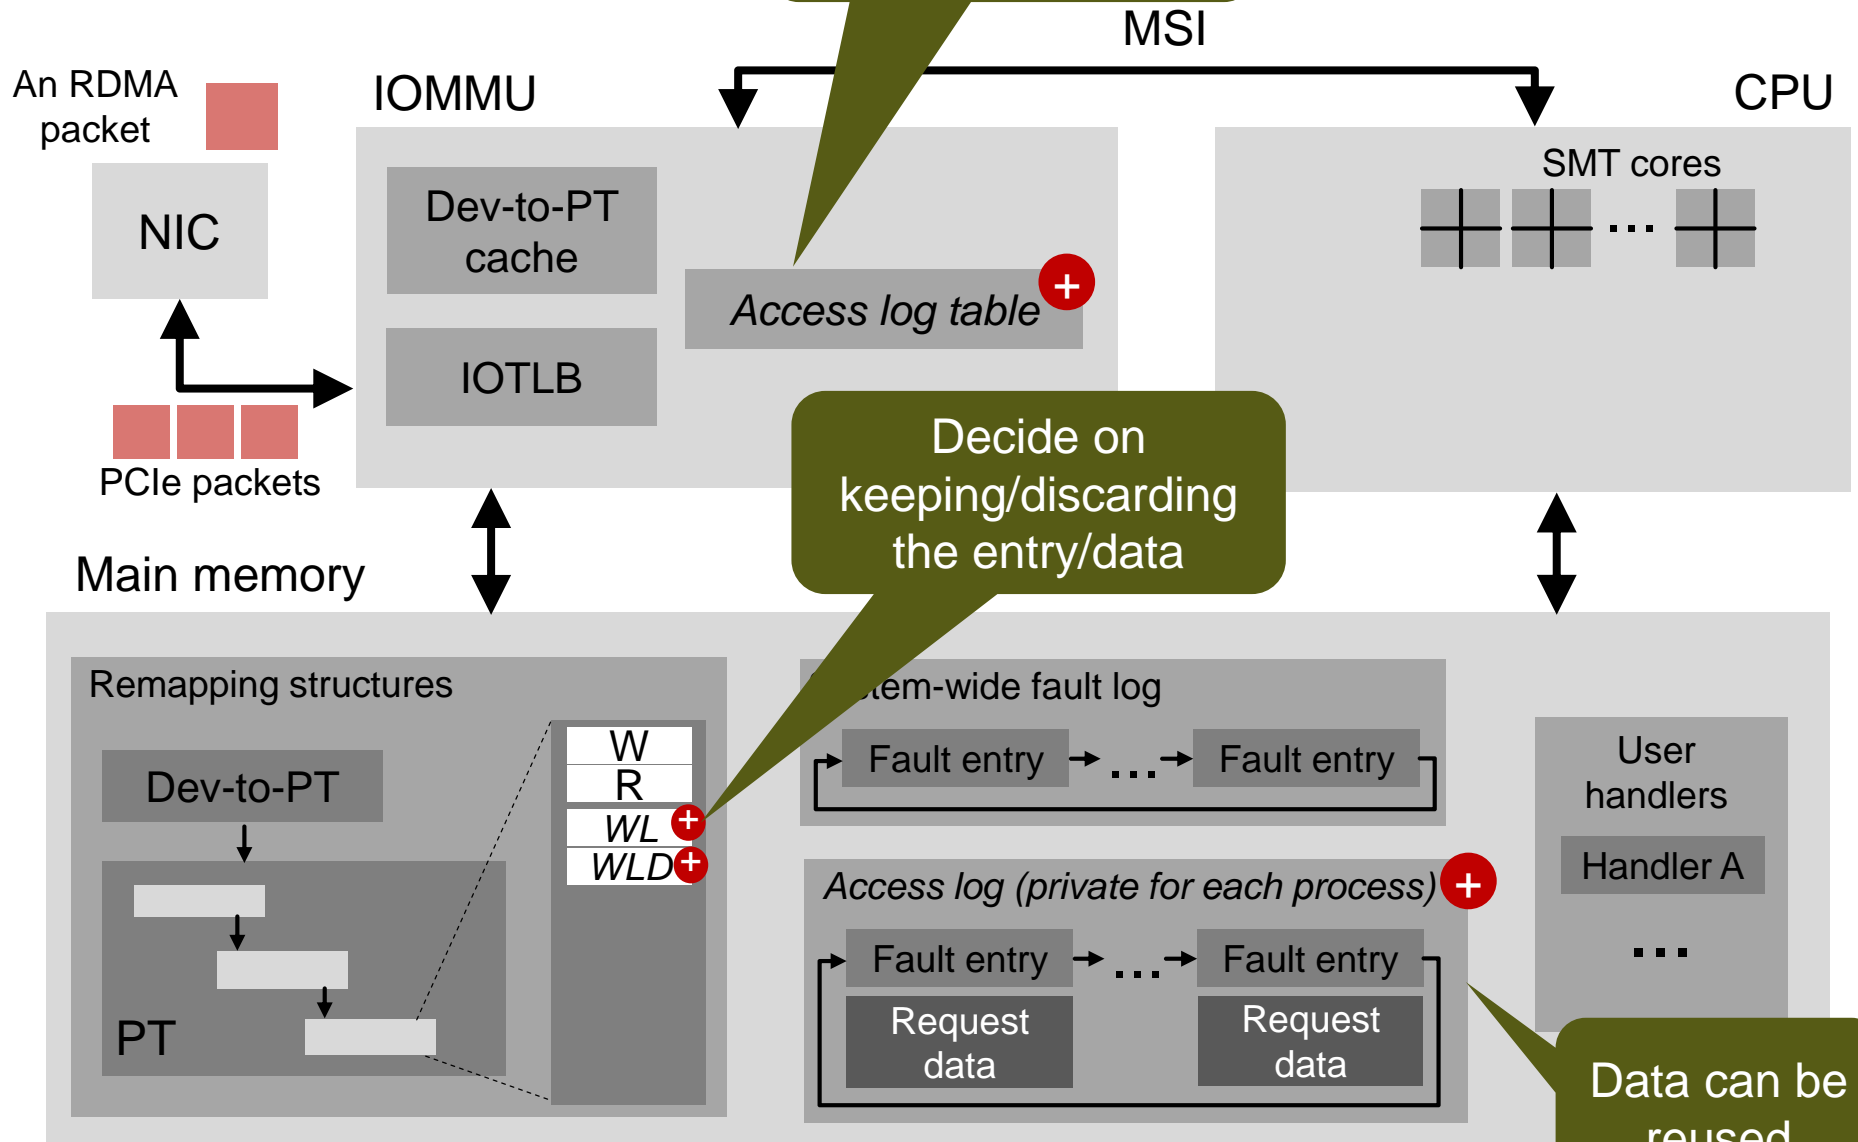 MSI
An RDMA
packet
IOMMU
CPU
SMT cores
NIC
Dev-to-PT
cache
Access log table
+
...
IOTLB
PCIe packets
Decide on
keeping/discarding
the entry/data
Main memory
Remapping structures
Dev-to-PT
PT
W
R
WL
+
WLD
+
fault log
Fault entry
...
Fault entry
Access log (private for each process)
+
Fault entry
...
Fault entry
Request
data
Request
data
User
handlers
Handler A
...
Data can be
reused